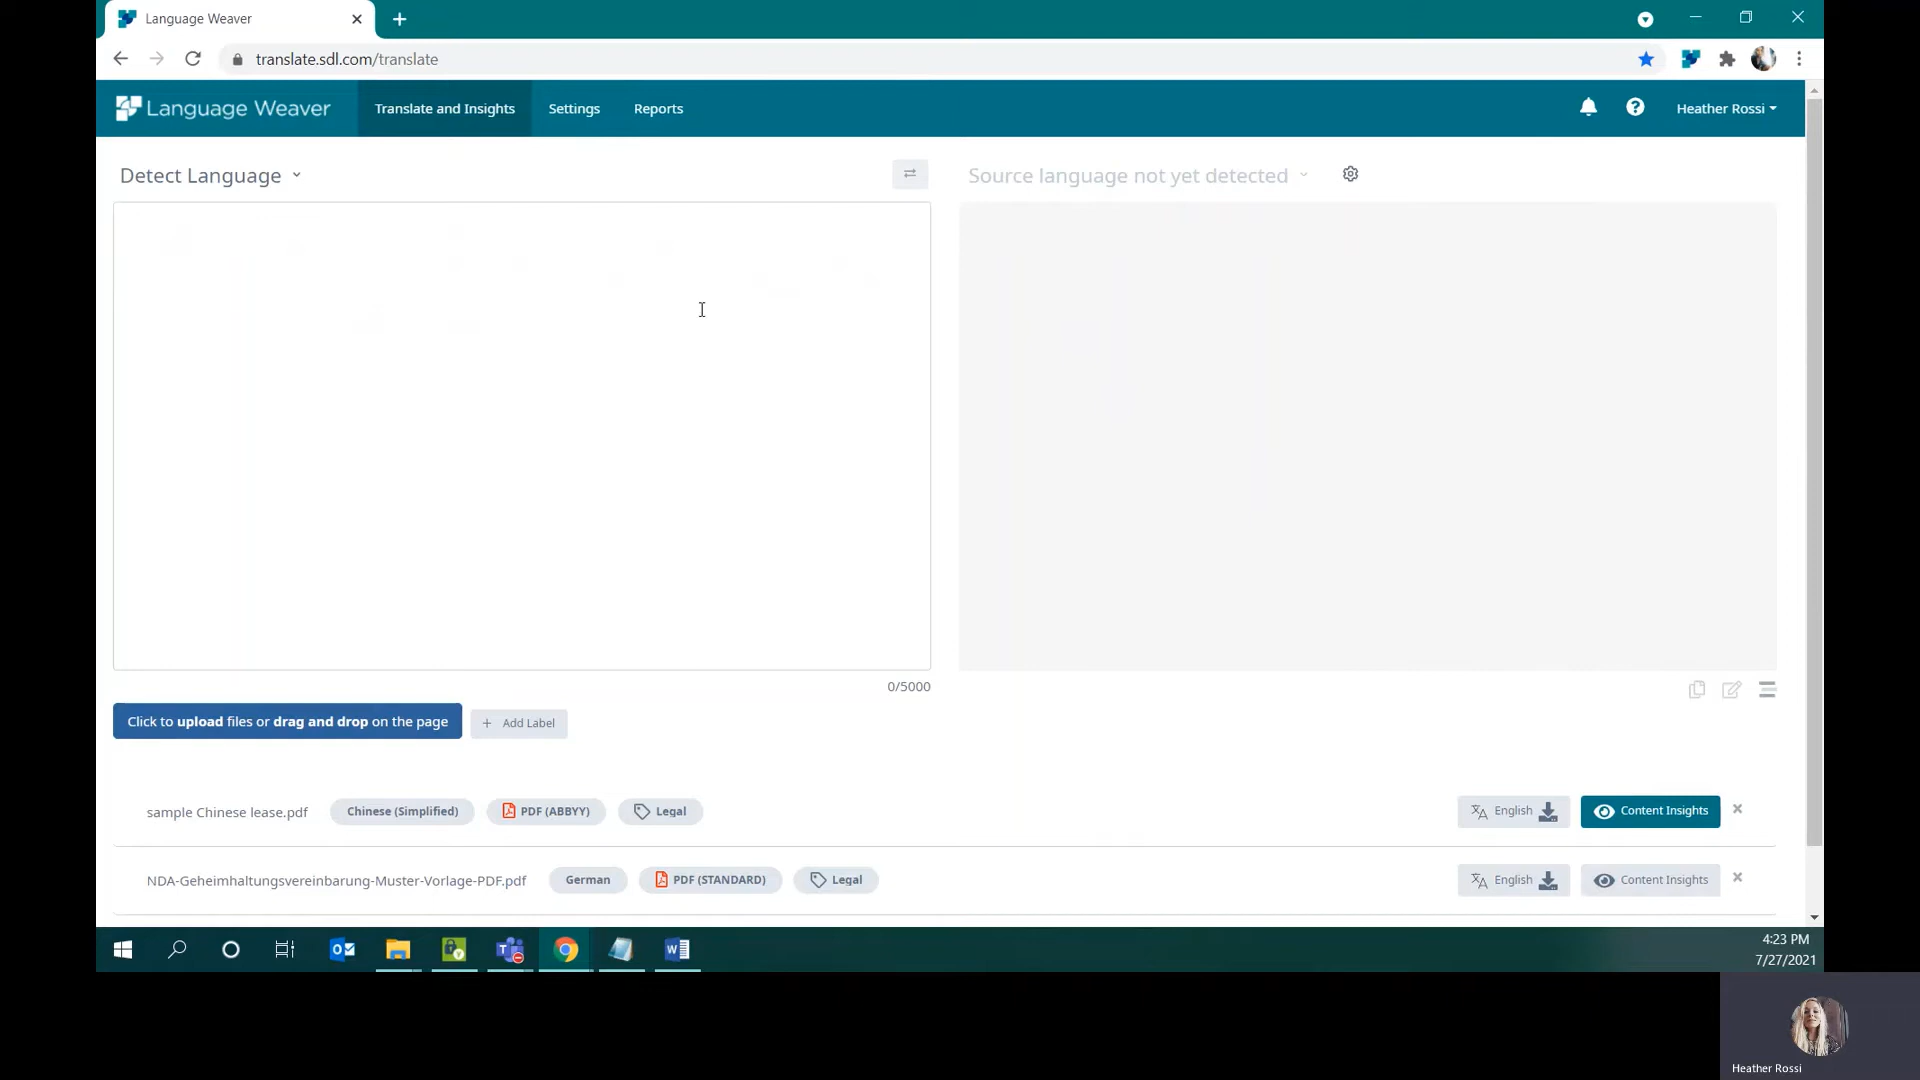 Language Weaver
translate.sdl.com/translate
Language Weaver Translate and Insights Settings Reports Heather Rossi
Detect Language Source language not yet detected
0/5000
Click to upload files or drag and drop on the page + Add Label
sample Chinese lease.pdf Chinese (Simplified) PDF (ABBYY) Legal English Content Insights
NDA-Geheimhaltungsvereinbarung-Muster-Vorlage-PDF.pdf German PDF (STANDARD) Legal English Content Insights
4:23 PM
7/27/2021
Heather Rossi